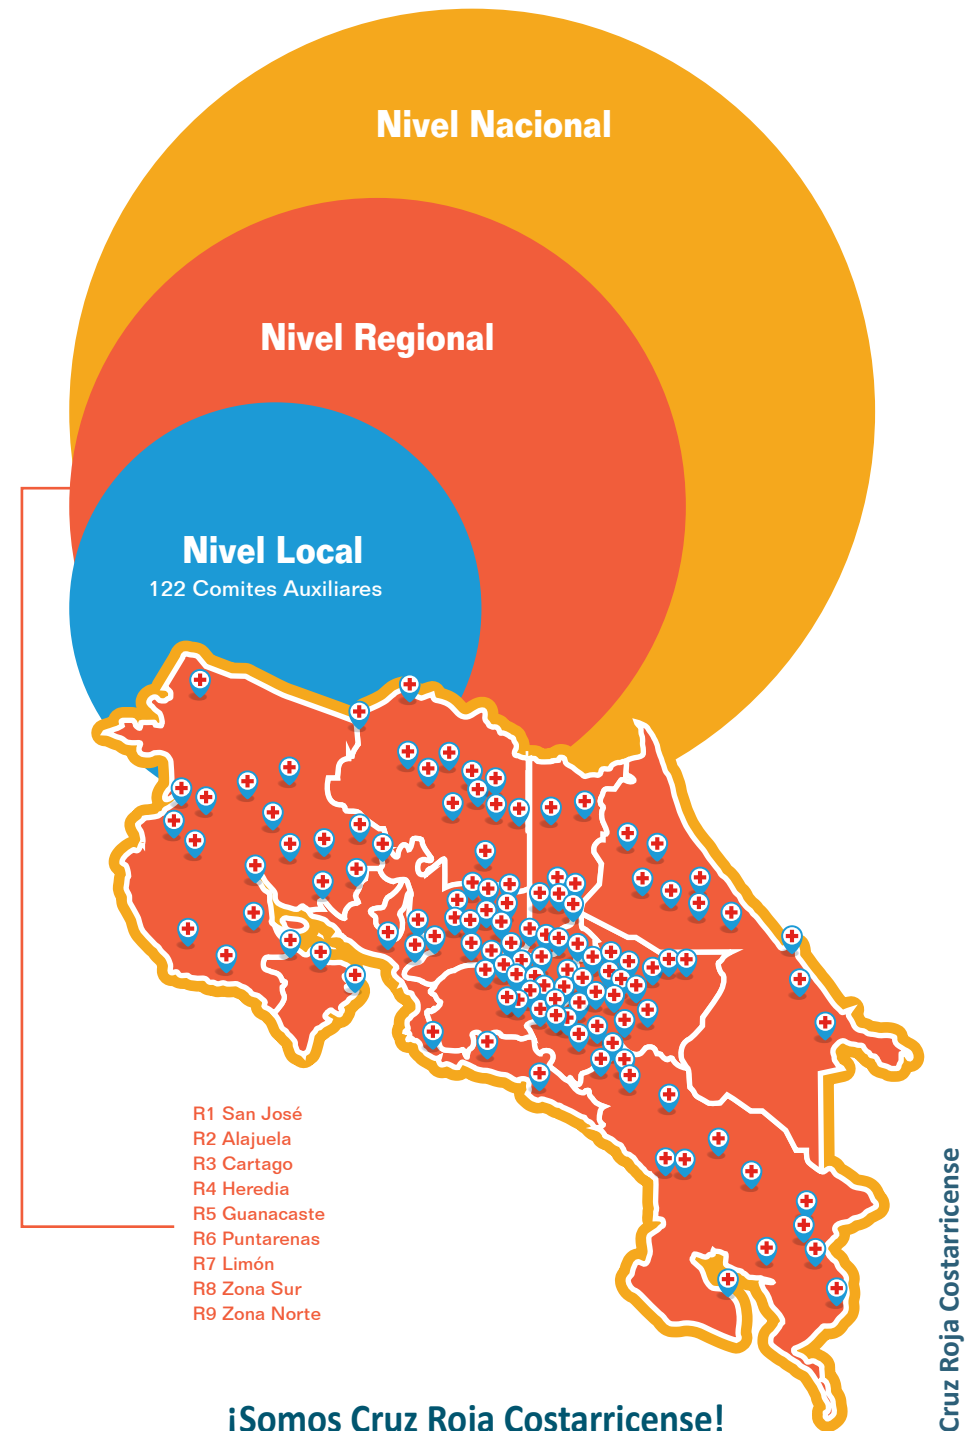 Nivel Nacional
Nivel Regional
Nivel Local
122 Comites Auxiliares
R1 San José
R2 Alajuela
R3 Cartago
R4 Heredia
R5 Guanacaste
R6 Puntarenas
R7 Limón
R8 Zona Sur
R9 Zona Norte
¡Somos Cruz Roja Costarricense!
Cruz Roja Costarricense